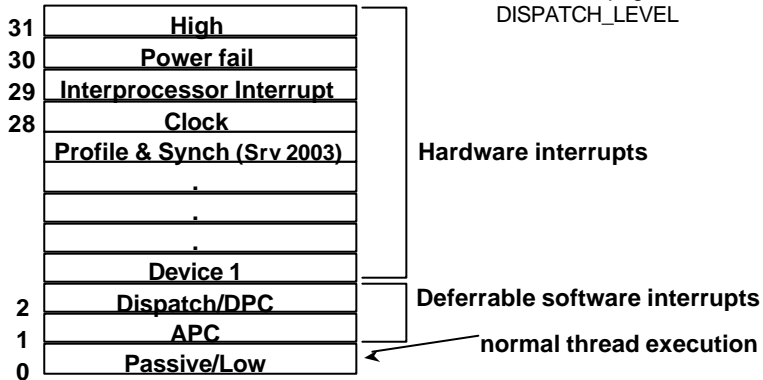 DISPATCH_LEVEL
31 High
30 Power fail
29 Interprocessor Interrupt
28 Clock
Profile & Synch (Srv 2003)
Hardware interrupts
.
.
.
Device 1
2 Dispatch/DPC
Deferrable software interrupts
1 APC
normal thread execution
0 Passive/Low